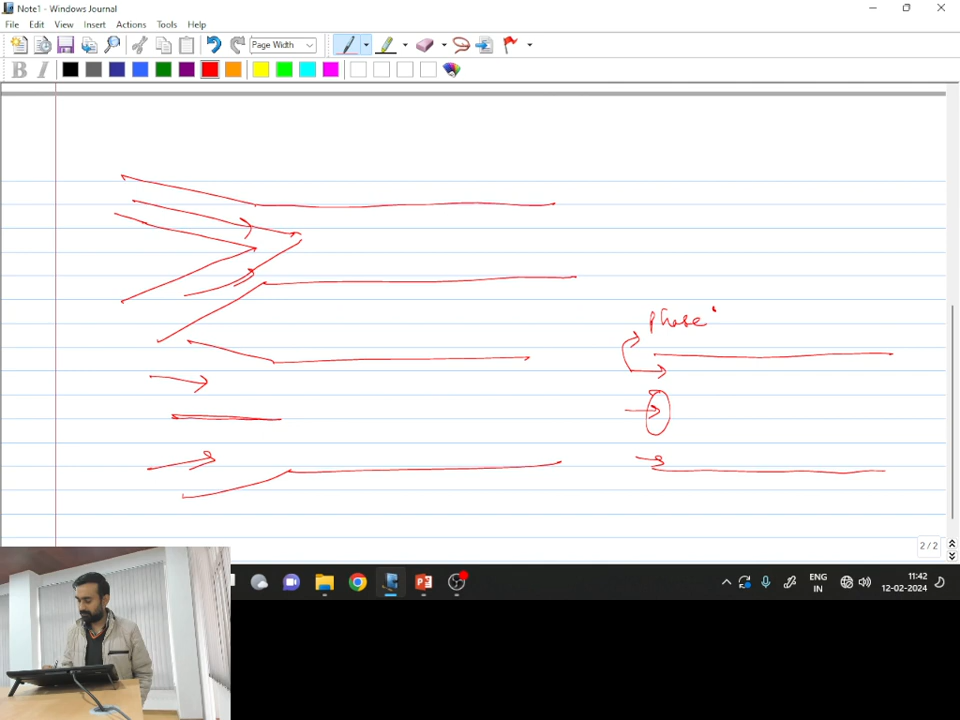 Note1 - Windows Journal
File Edit View Insert Actions Tools Help
Page Width
B I
Phase
2 / 2
ENG
IN
11:42
12-02-2024